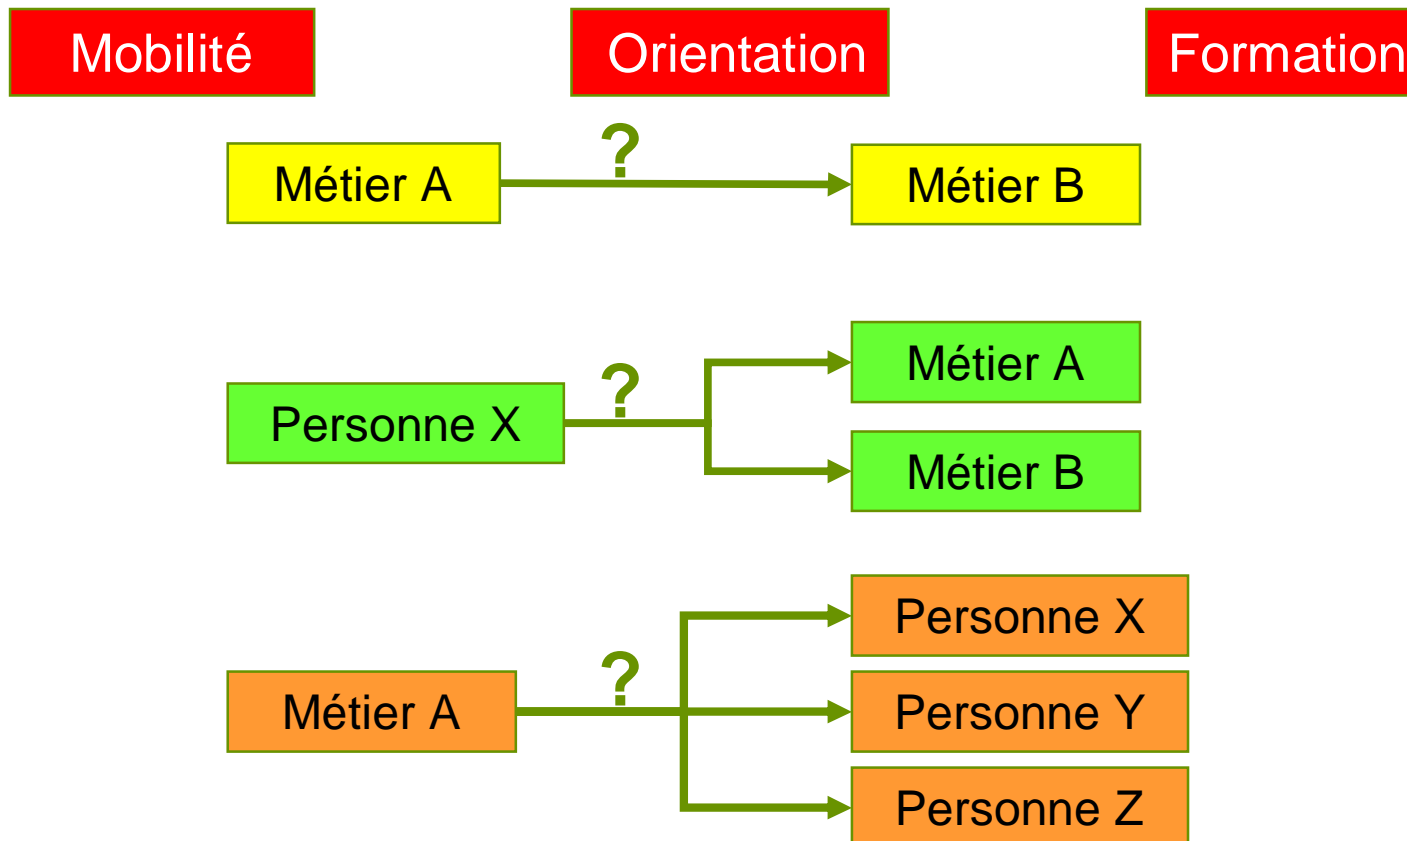 Mobilité
Orientation
Formation
?
Métier A
Métier B
?
Métier A
Personne X
Métier B
?
Personne X
Métier A
Personne Y
Personne Z